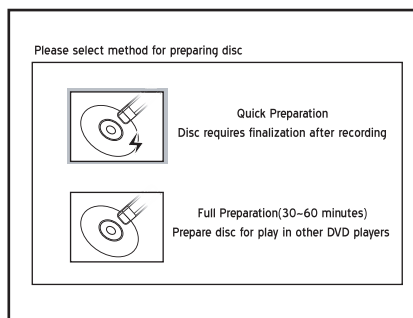 Please select method for preparing disc
Quick Preparation
Disc requires finalization after recording
Full Preparation(30~60 minutes)
Prepare disc for play in other DVD players